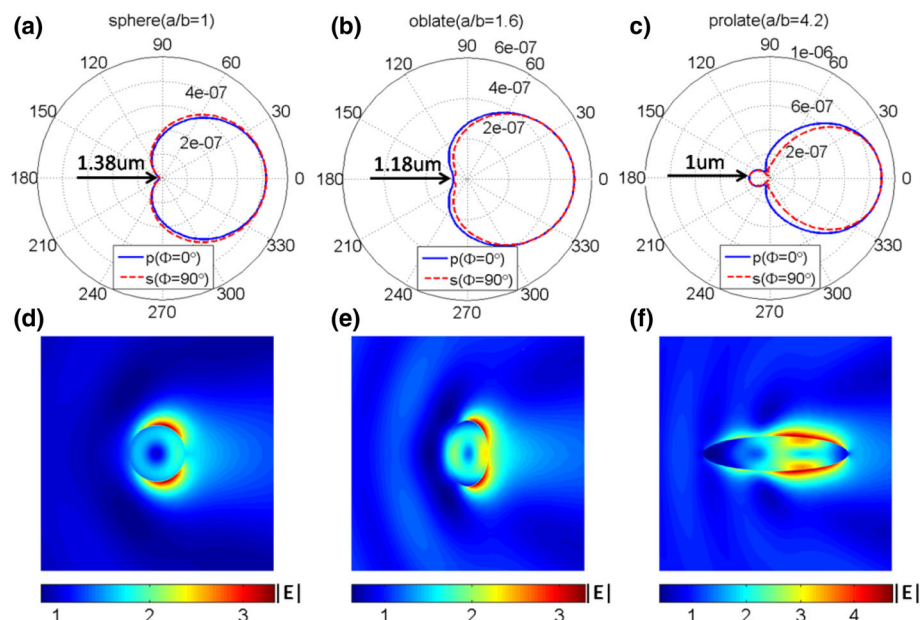 (a) sphere(a/b=1)
90
120 60
4e-07
150 30
2e-07
1.38um
180 0
210 330
p(Φ=0°)
s(Φ=90°)
240 300
270
(b) oblate(a/b=1.6)
90 6e-07
120 60
4e-07
150 30
2e-07
1.18um
180 0
210 330
p(Φ=0°)
s(Φ=90°)
240 300
270
(c) prolate(a/b=4.2)
90 1e-06
120 60
6e-07
150 30
2e-07
1um
180 0
210 330
p(Φ=0°)
s(Φ=90°)
240 300
270
(d)
1 2 3 |E|
(e)
1 2 3 |E|
(f)
1 2 3 4 |E|